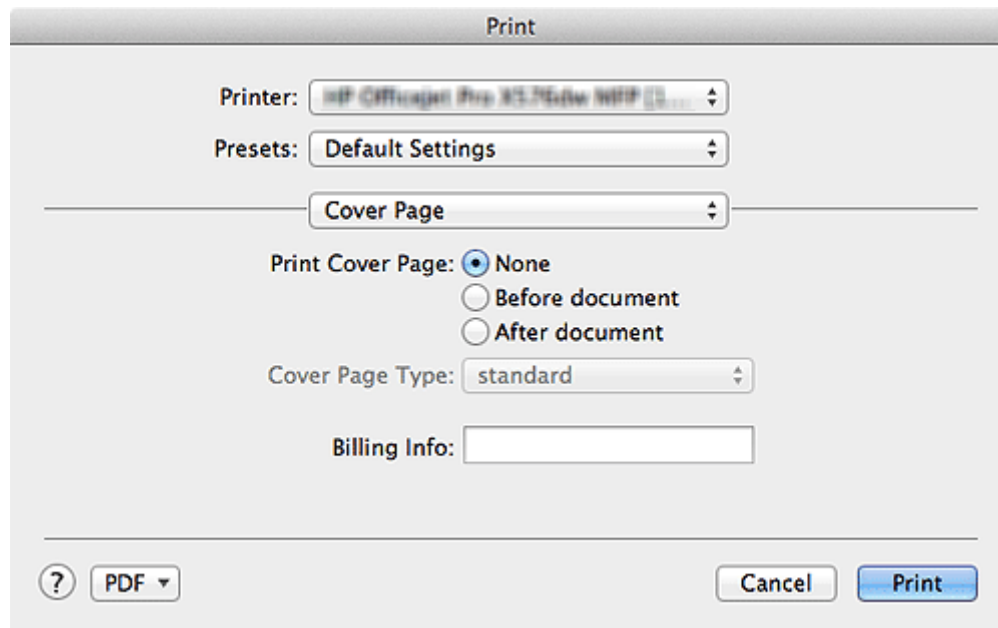 Print
Printer:
Presets: Default Settings
Cover Page
Print Cover Page: None
Before document
After document
Cover Page Type: standard
Billing Info:
? PDF Cancel Print